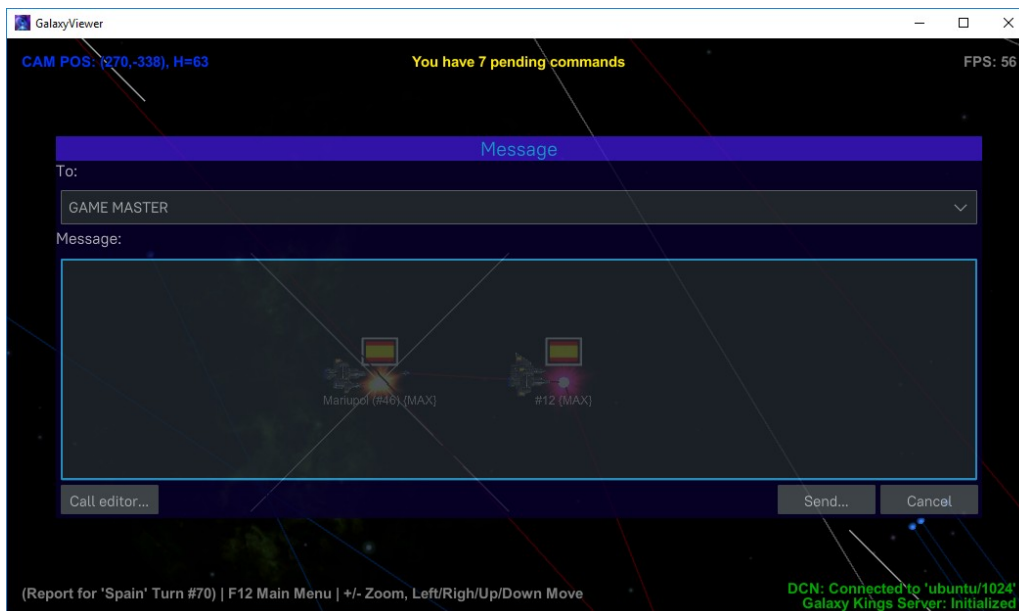 GalaxyViewer
CAM POS: (270,-338), H=63
You have 7 pending commands
FPS: 56
Message
To:
GAME MASTER
Message:
Mariupol (#46) {MAX}
#12 {MAX}
Call editor...
Send...
Cancel
(Report for 'Spain' Turn #70) | F12 Main Menu | +/- Zoom, Left/Righ/Up/Down Move
DCN: Connected to 'ubuntu/1024'
Galaxy Kings Server: Initialized